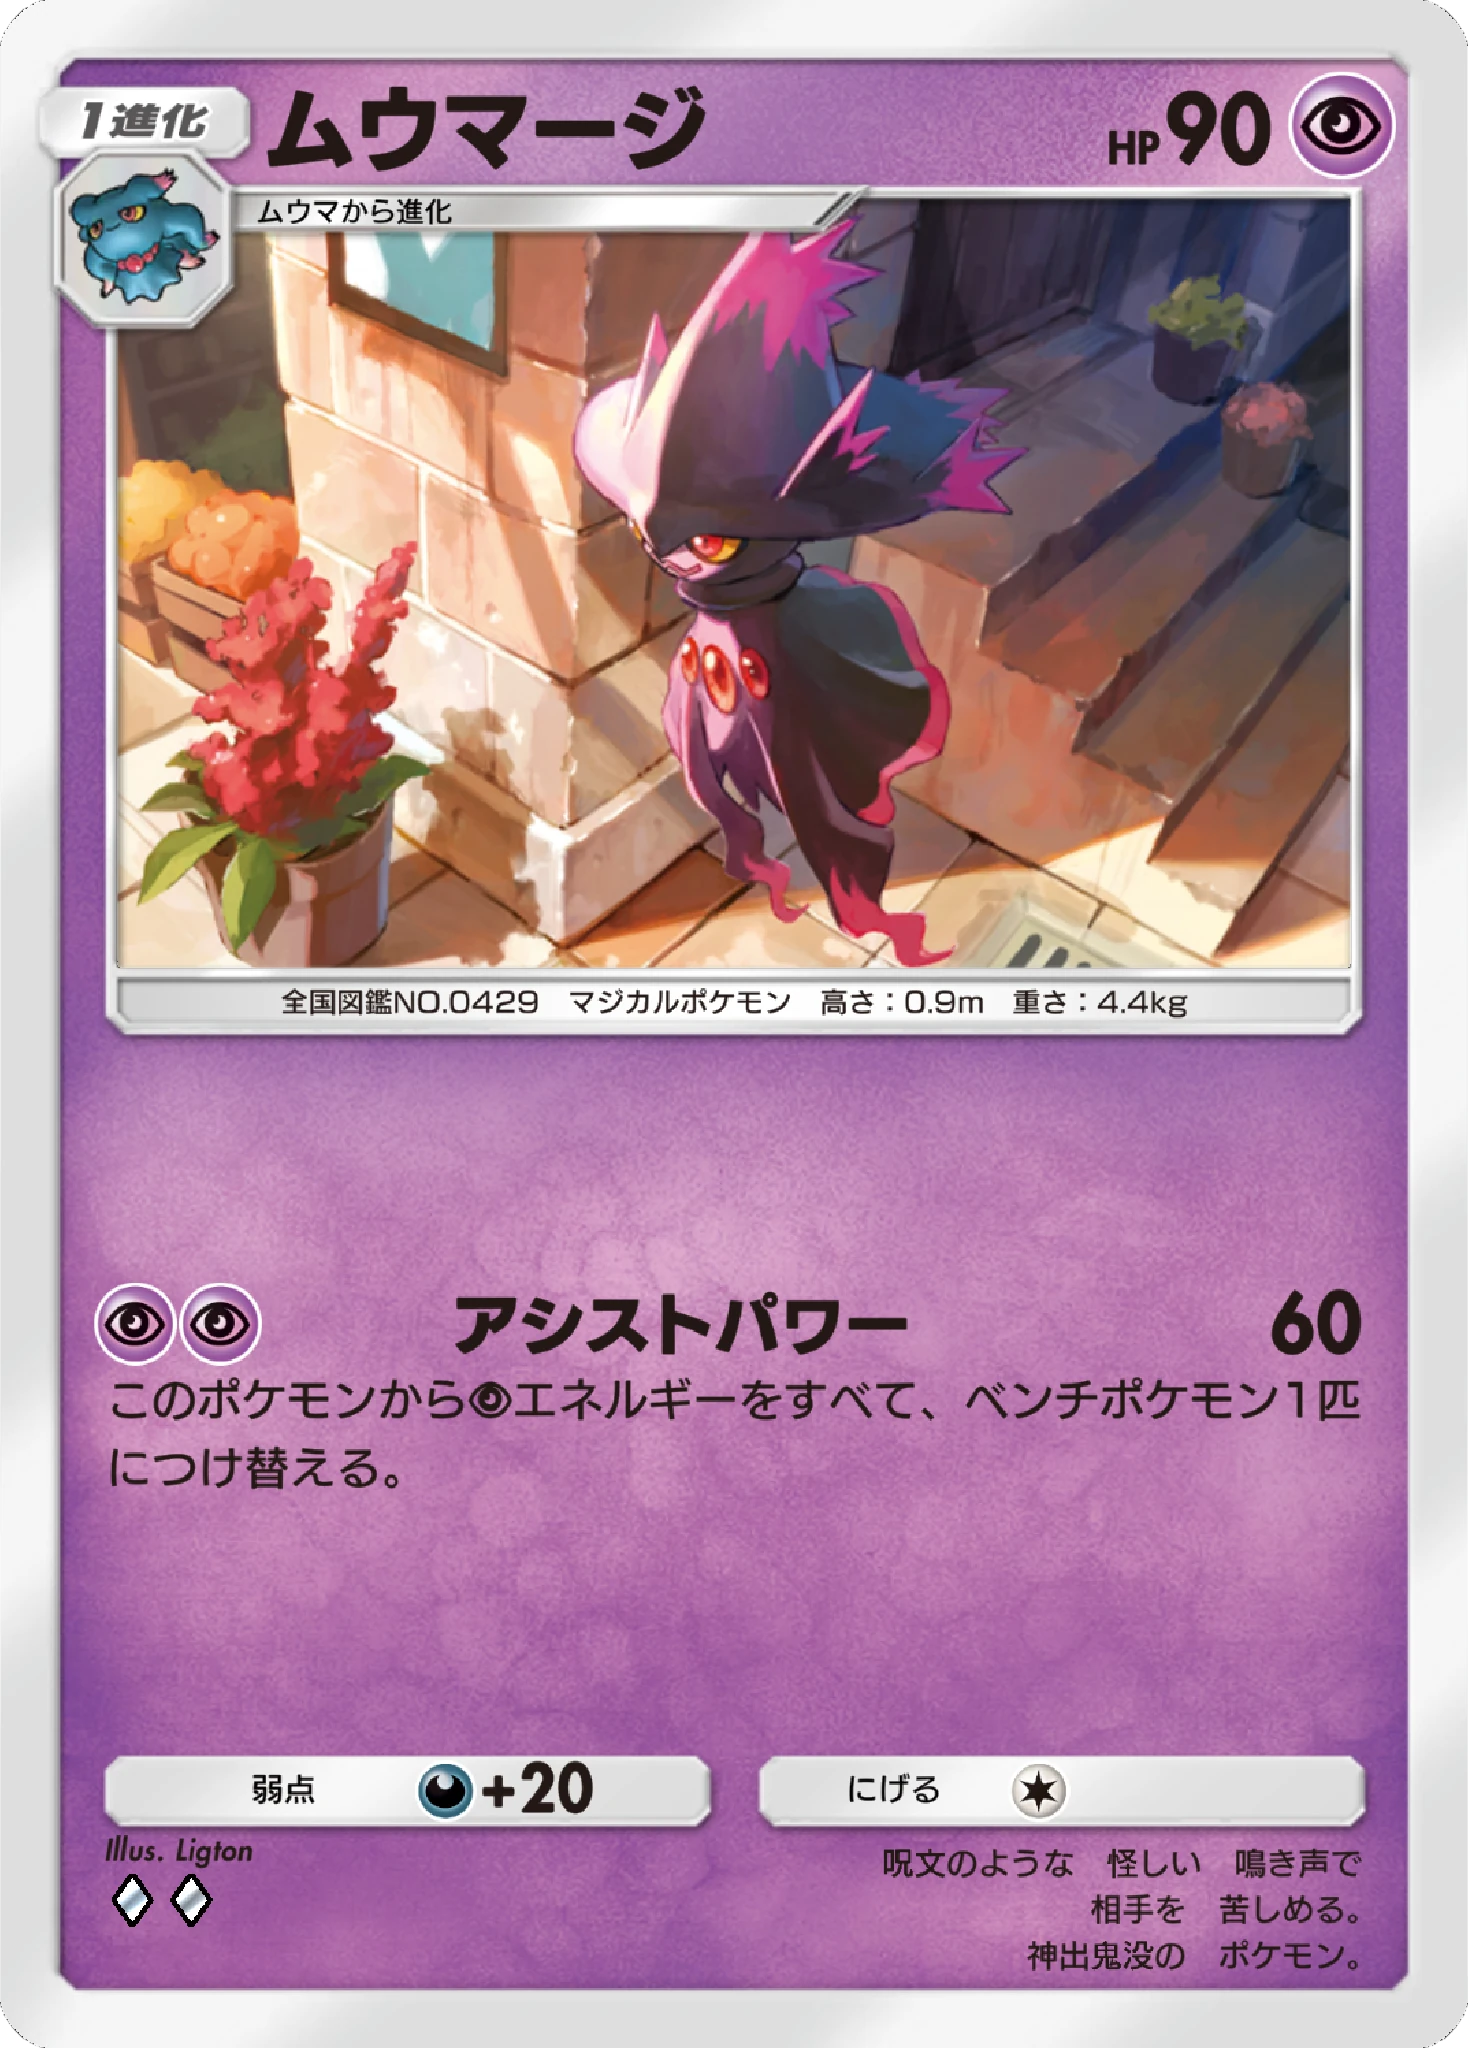 1進化
ムウマージ
HP 90
ムウマから進化
全国図鑑NO.0429 マジカルポケモン 高さ：0.9m 重さ：4.4kg
アシストパワー 60
このポケモンからエネルギーをすべて、ベンチポケモン1匹
につけ替える。
弱点 +20
にげる
Illus. Ligton
呪文のような 怪しい 鳴き声で
相手を 苦しめる。
神出鬼没の ポケモン。